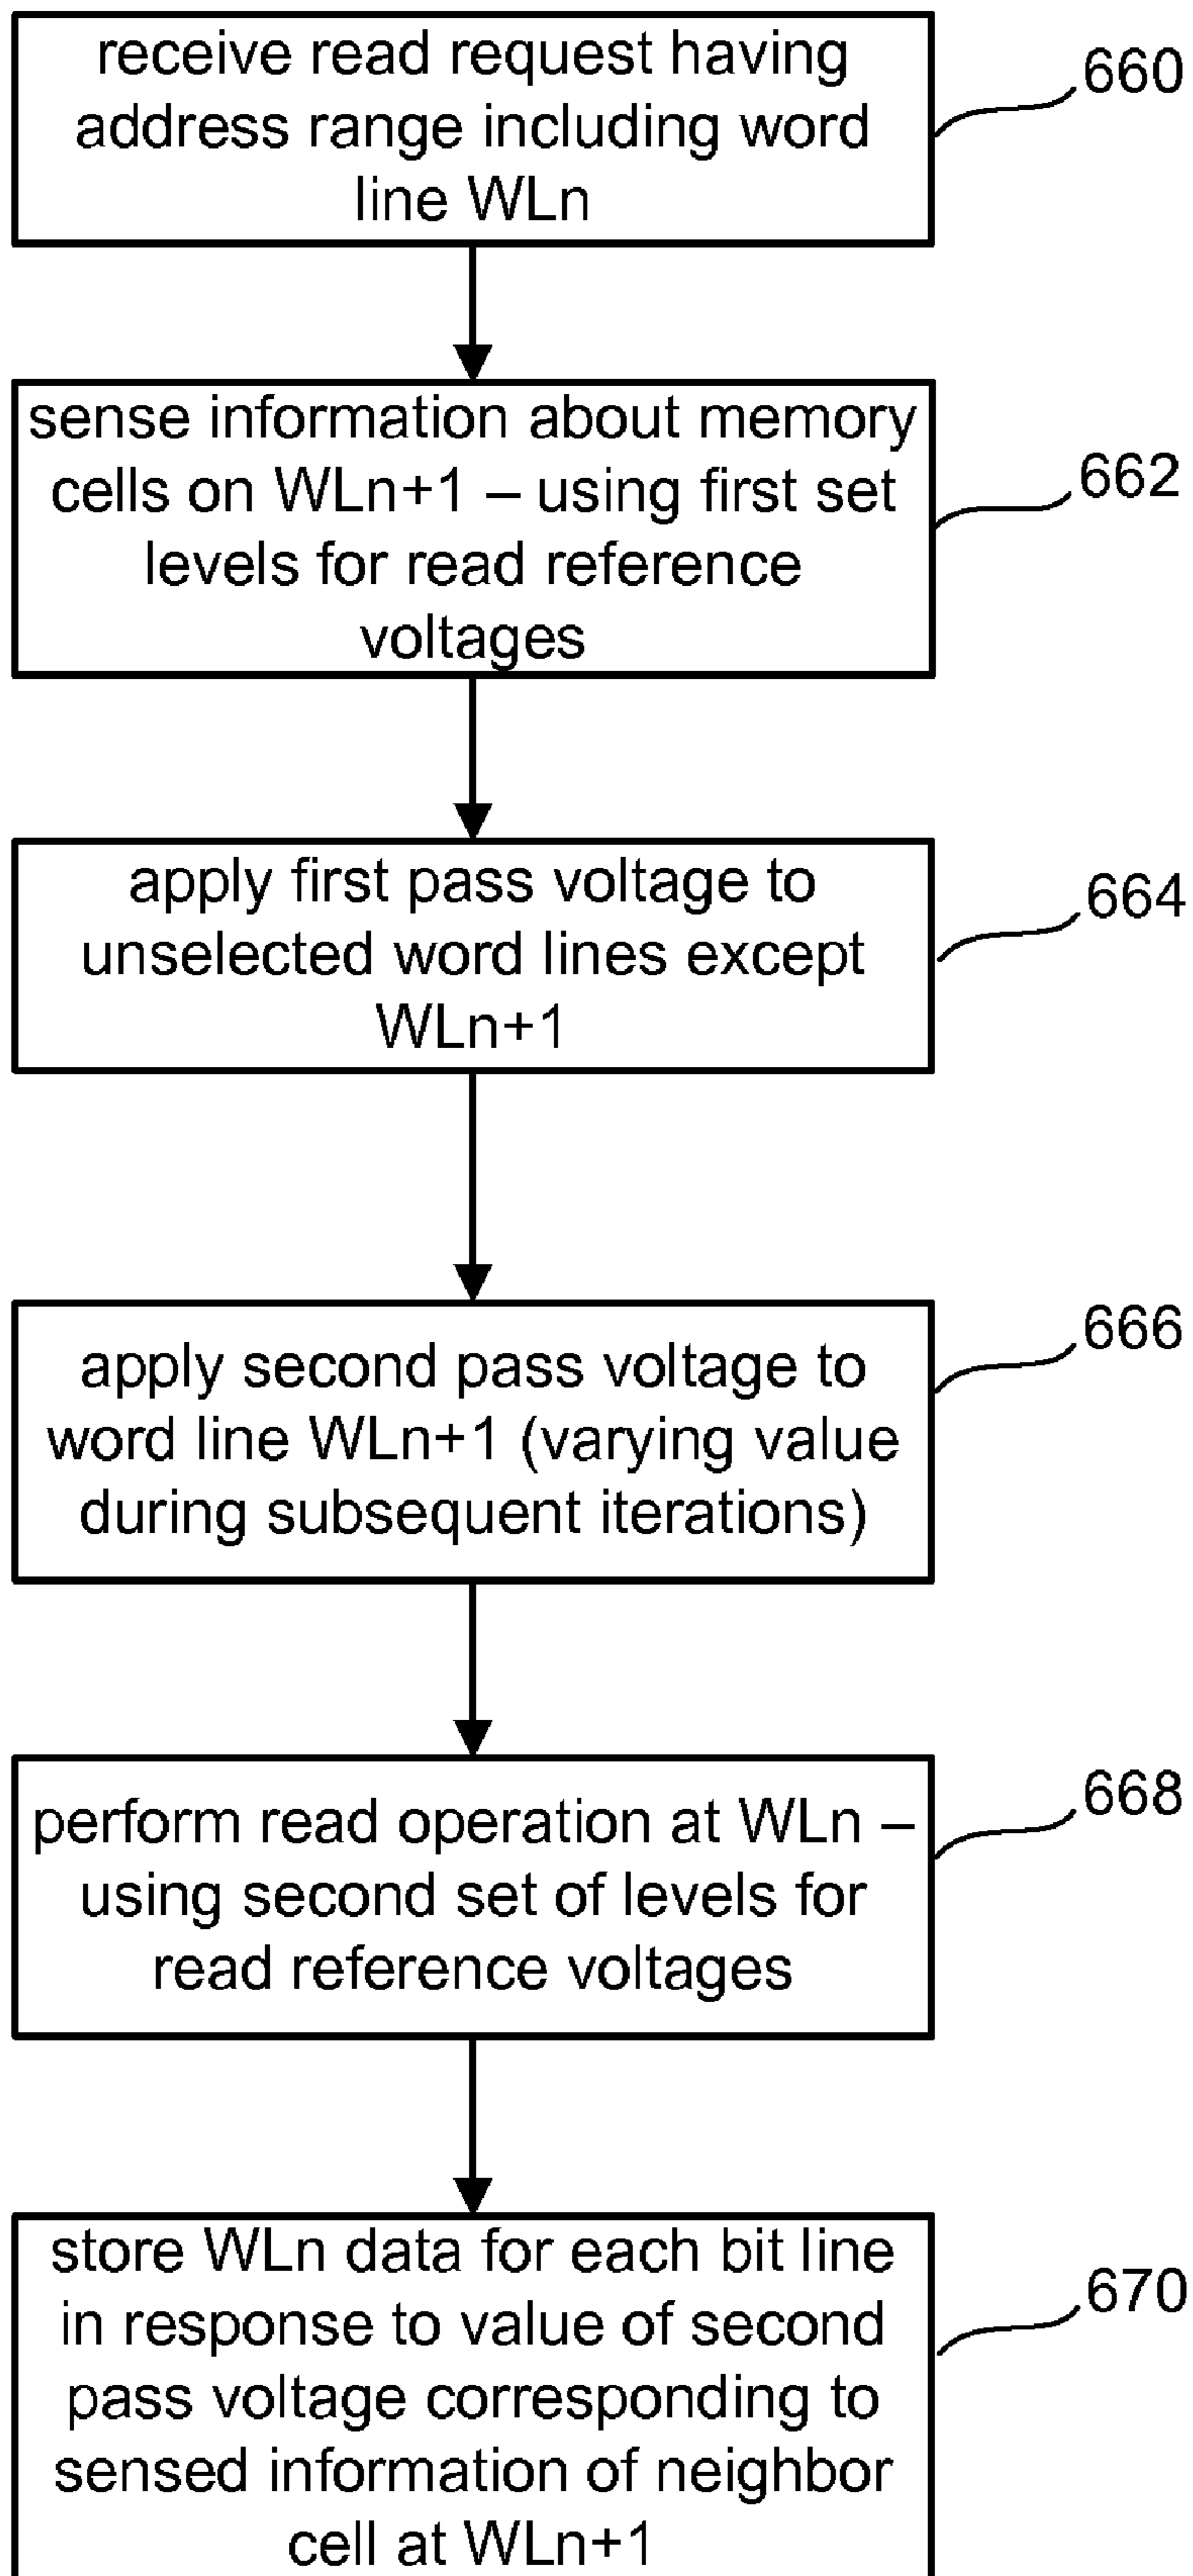 receive read request having
address range including word
line WLn
660
sense information about memory
cells on WLn+1 – using first set
levels for read reference
voltages
662
apply first pass voltage to
unselected word lines except
WLn+1
664
apply second pass voltage to
word line WLn+1 (varying value
during subsequent iterations)
666
perform read operation at WLn –
using second set of levels for
read reference voltages
668
store WLn data for each bit line
in response to value of second
pass voltage corresponding to
sensed information of neighbor
cell at WLn+1
670